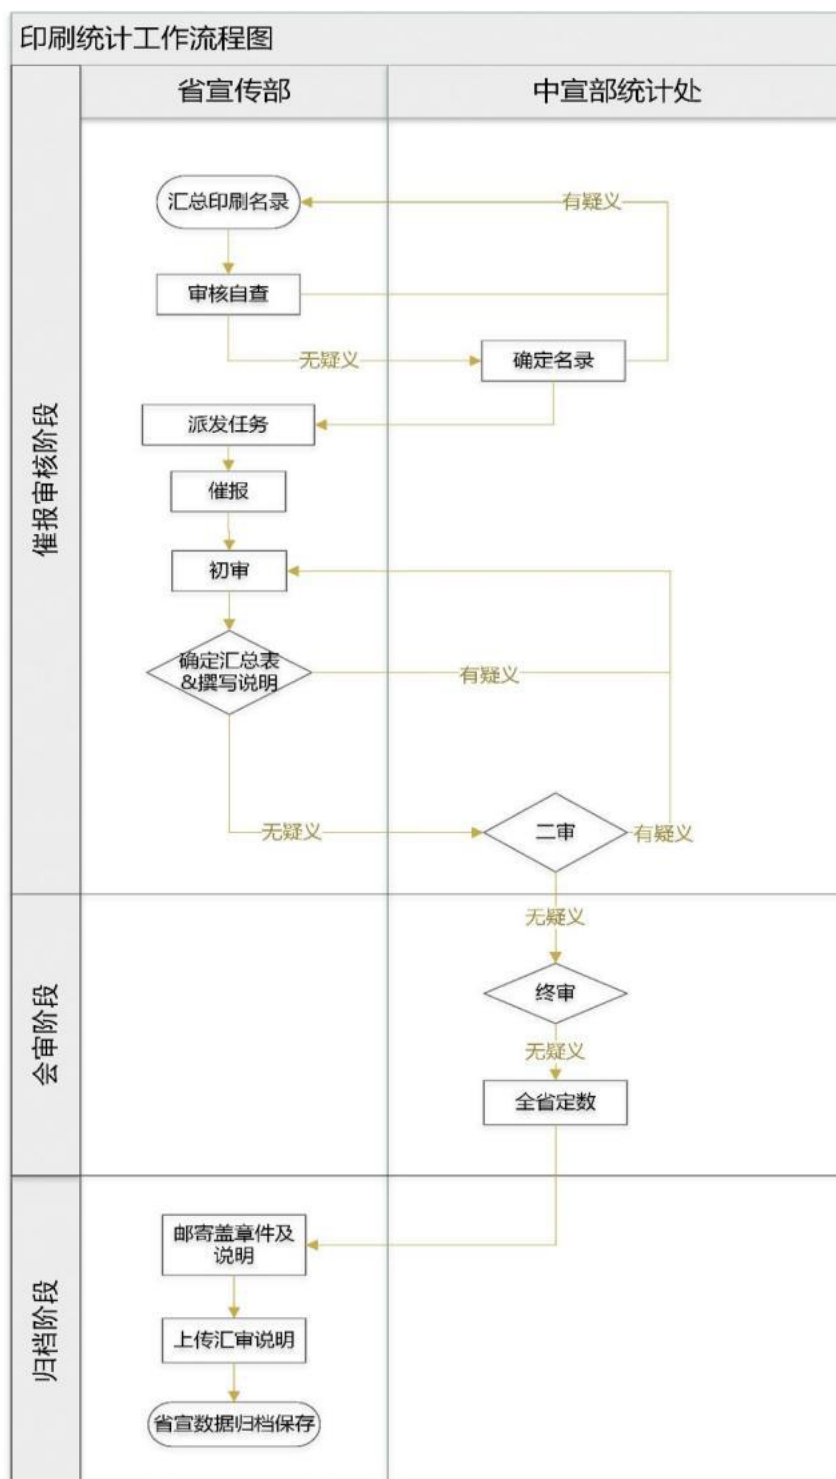 印刷统计工作流程图
省宣传部
中宣部统计处
催报审核阶段
汇总印刷名录
有疑义
审核自查
无疑义
确定名录
派发任务
催报
初审
确定汇总表
&撰写说明
有疑义
无疑义
二审
有疑义
无疑义
会审阶段
终审
无疑义
全省定数
归档阶段
邮寄盖章件及
说明
上传汇审说明
省宣数据归档保存